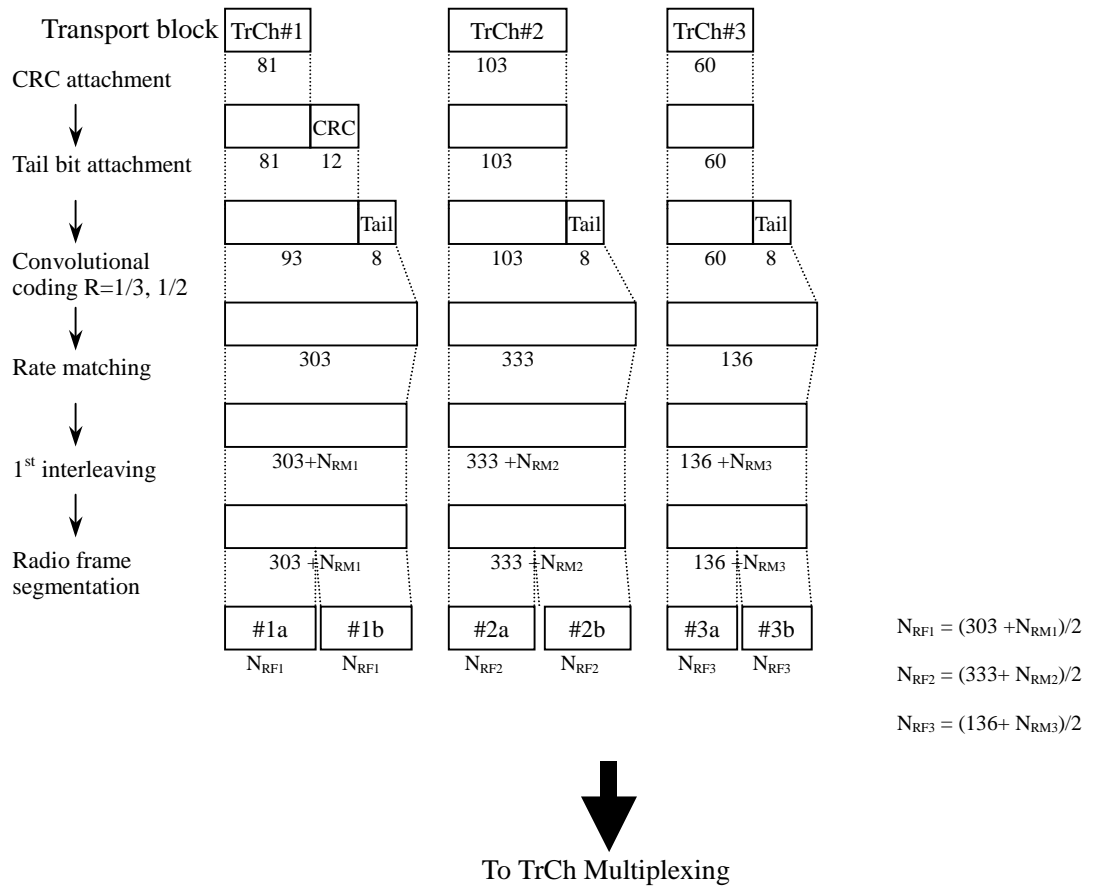 Transport block TrCh#1 TrCh#2 TrCh#3
81 103 60
CRC attachment
CRC
81 12 103 60
Tail bit attachment
Tail Tail Tail
93 8 103 8 60 8
Convolutional
coding R=1/3, 1/2
303 333 136
Rate matching
303+NRM1 333 +NRM2 136 +NRM3
1st interleaving
303 +NRM1 333 +NRM2 136 +NRM3
Radio frame
segmentation
#1a #1b #2a #2b #3a #3b
NRF1 NRF1 NRF2 NRF2 NRF3 NRF3
NRF1 = (303 +NRM1)/2
NRF2 = (333+ NRM2)/2
NRF3 = (136+ NRM3)/2
To TrCh Multiplexing